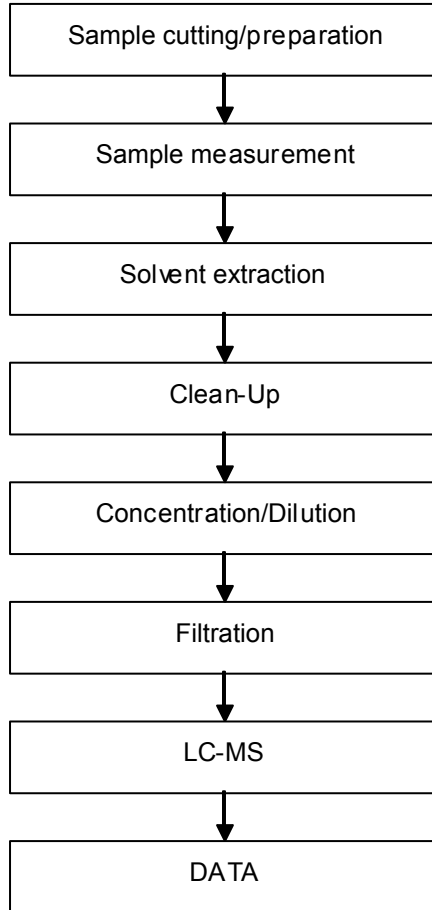 Sample cutting/preparation
Sample measurement
Solvent extraction
Clean-Up
Concentration/Dilution
Filtration
LC-MS
DATA